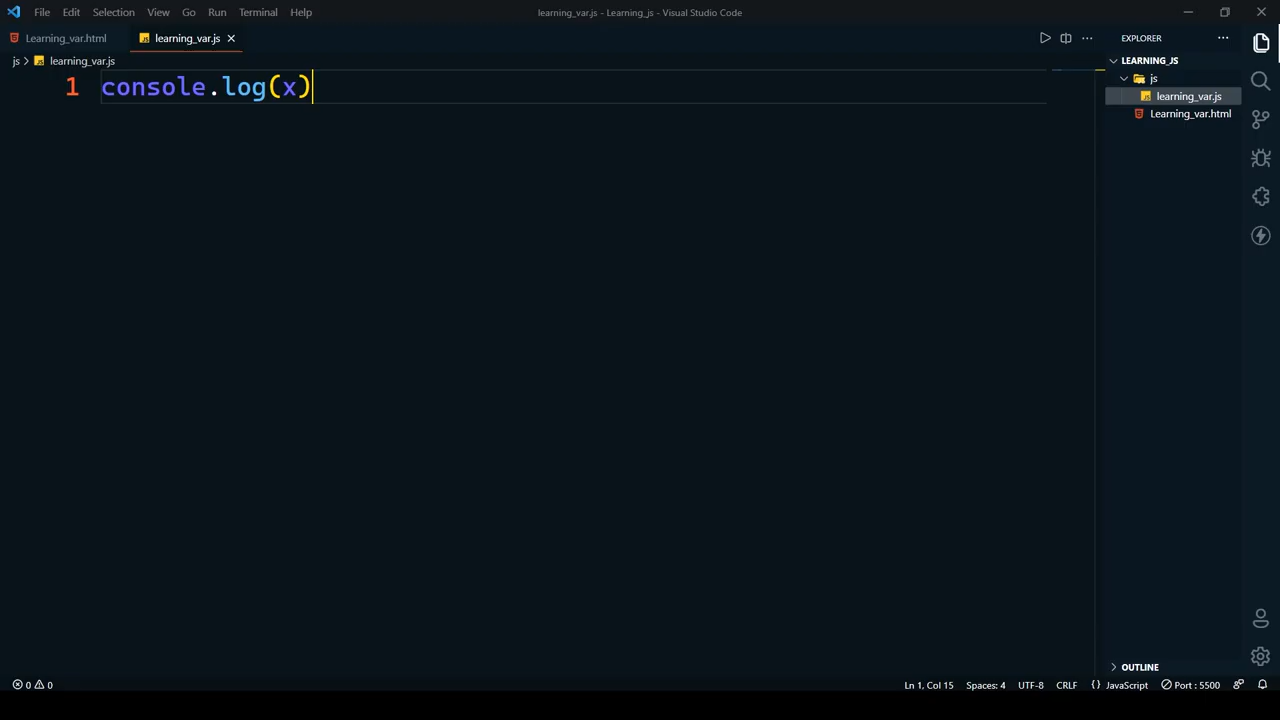 File Edit Selection View Go Run Terminal Help
learning_var.js - Learning_js - Visual Studio Code
Learning_var.html
learning_var.js
js > learning_var.js
1 console.log(x)
EXPLORER
LEARNING_JS
js
learning_var.js
Learning_var.html
OUTLINE
0 0
Ln 1, Col 15 Spaces: 4 UTF-8 CRLF {} JavaScript Port : 5500